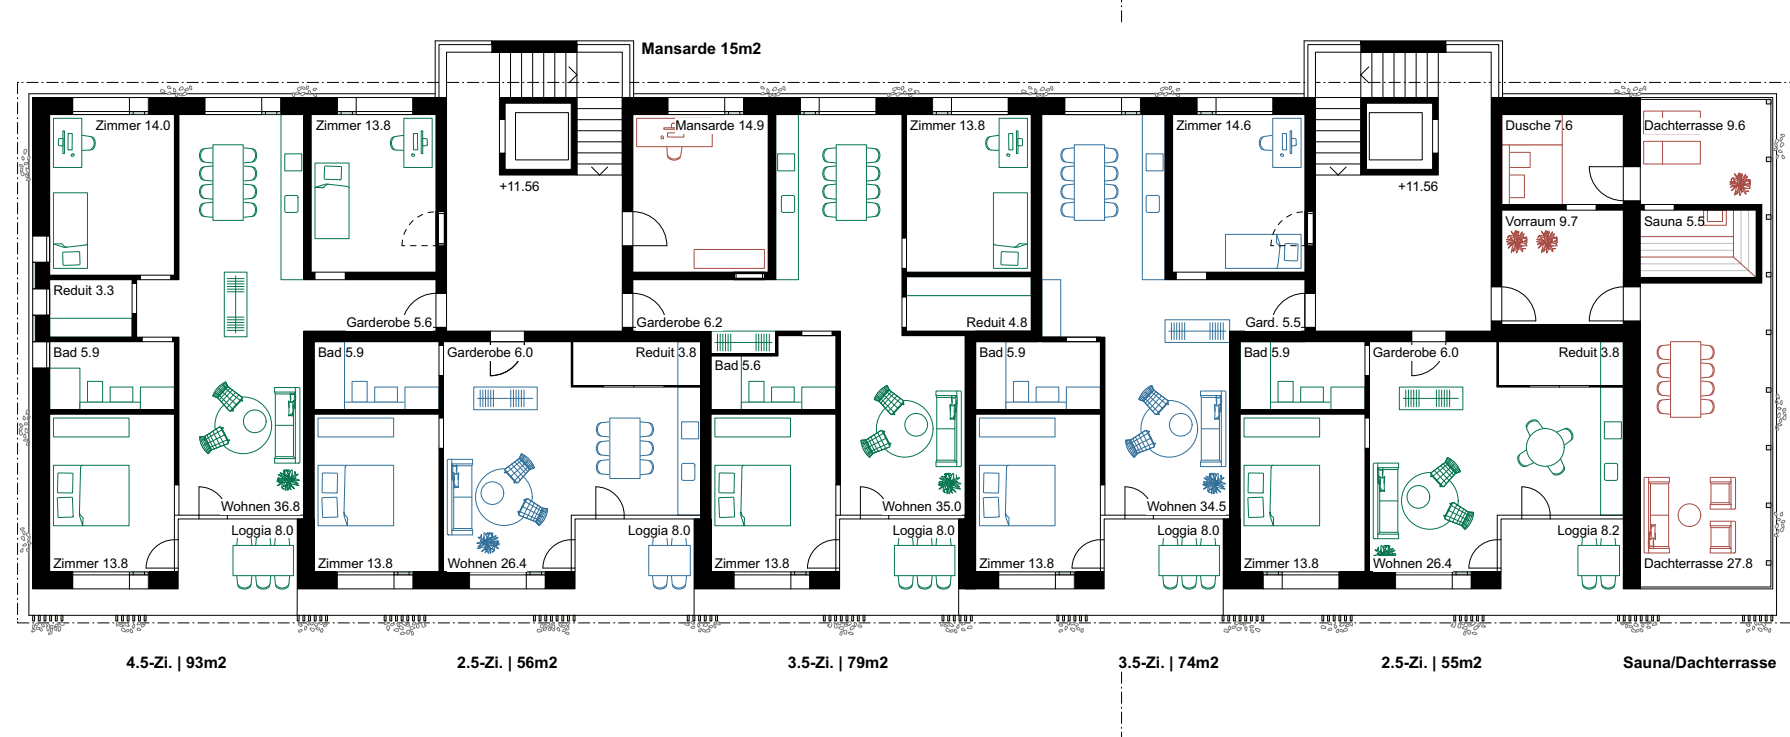 Mansarde 15m2
Zimmer 14.0
Zimmer 13.8
Mansarde 14.9
Zimmer 13.8
Zimmer 14.6
Dusche 7.6
Dachterrasse 9.6
+11.56
+11.56
Vorraum 9.7
Sauna 5.5
Reduit 3.3
Garderobe 5.6
Garderobe 6.2
Reduit 4.8
Gard. 5.5
Bad 5.9
Bad 5.9
Garderobe 6.0
Reduit 3.8
Bad 5.6
Bad 5.9
Bad 5.9
Garderobe 6.0
Reduit 3.8
Wohnen 36.8
Wohnen 35.0
Wohnen 34.5
Loggia 8.0
Loggia 8.0
Loggia 8.0
Loggia 8.0
Loggia 8.2
Zimmer 13.8
Zimmer 13.8
Wohnen 26.4
Zimmer 13.8
Zimmer 13.8
Zimmer 13.8
Wohnen 26.4
Dachterrasse 27.8
4.5-Zi. | 93m2
2.5-Zi. | 56m2
3.5-Zi. | 79m2
3.5-Zi. | 74m2
2.5-Zi. | 55m2
Sauna/Dachterrasse